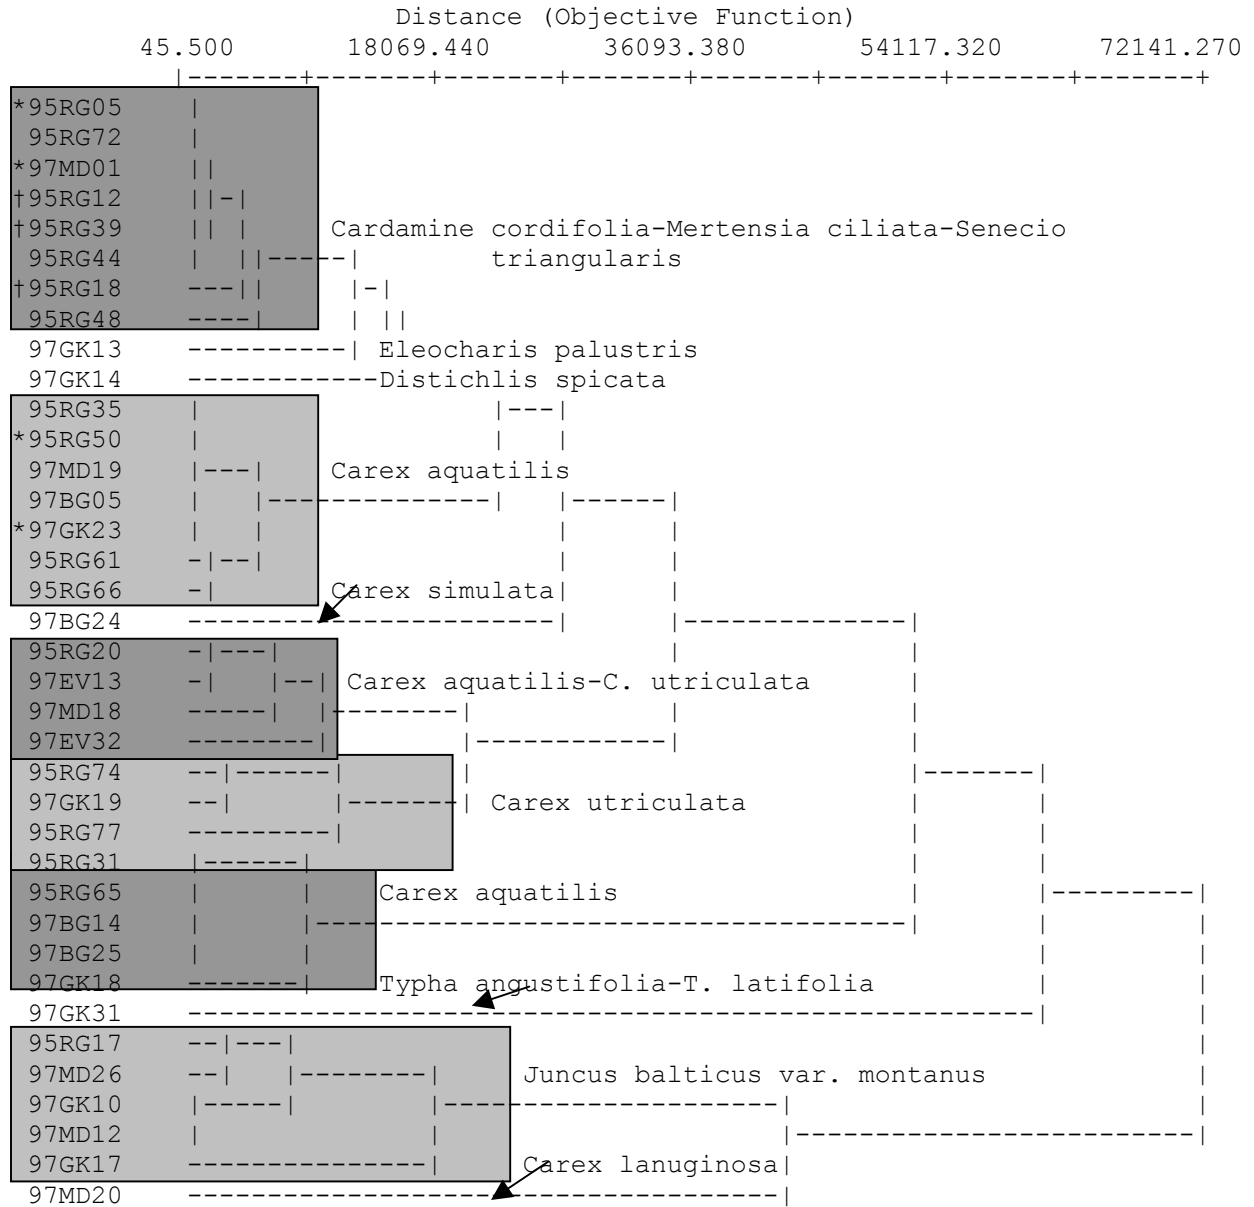 Distance (Objective Function)
45.500 18069.440 36093.380 54117.320 72141.270
|-------+-------+-------+-------+-------+-------+-------+-------+
*95RG05 |
95RG72 |
*97MD01 ||
†95RG12 ||-|
†95RG39 || | Cardamine cordifolia-Mertensia ciliata-Senecio
95RG44 | ||-----| triangularis
†95RG18 ---|| |-|
95RG48 ----| | ||
97GK13 ----------| Eleocharis palustris
97GK14 ------------Distichlis spicata
95RG35 | |---|
*95RG50 | | |
97MD19 |---| Carex aquatilis
97BG05 | |--------------| |------|
*97GK23 | | | |
95RG61 -|--| | |
95RG66 -| Carex simulata| |
97BG24 -----------------------| |--------------|
95RG20 -|---| | |
97EV13 -| |--| Carex aquatilis-C. utriculata |
97MD18 -----| |--------| | |
97EV32 --------| |------------| |
95RG74 --|------| | |-------|
97GK19 --| |-------| Carex utriculata | |
95RG77 ---------| | |
95RG31 |------| | |
95RG65 | | Carex aquatilis | |---------|
97BG14 | |-------------------------------------| | |
97BG25 | | | |
97GK18 -------| Typha angustifolia-T. latifolia | |
97GK31 -----------------------------------------------------| |
95RG17 --|---| |
97MD26 --| |--------| Juncus balticus var. montanus |
97GK10 |-----| |---------------------| |
97MD12 | | |-------------------------|
97GK17 ---------------| Carex lanuginosa|
97MD20 -------------------------------------|